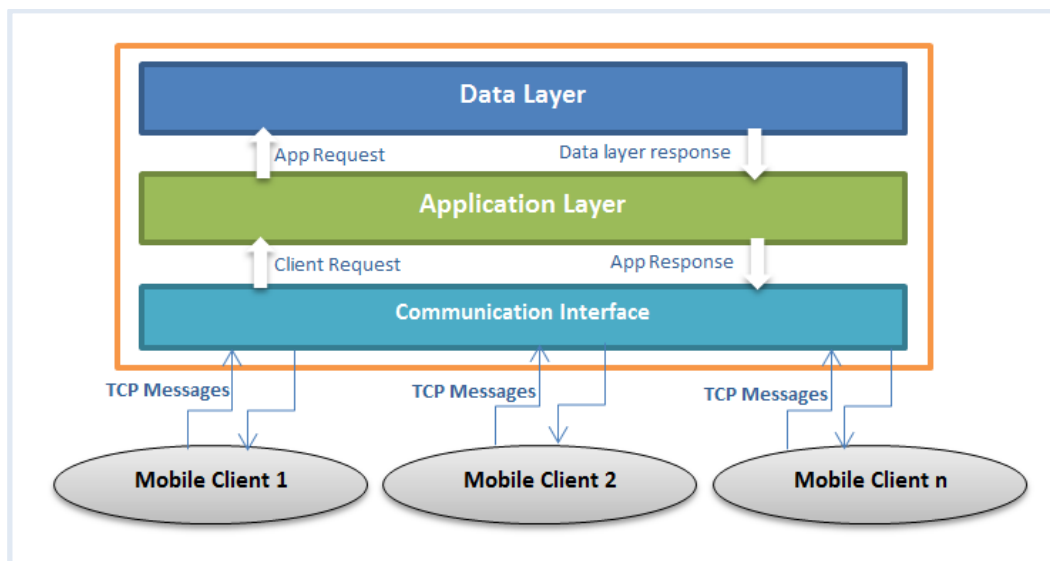 Data Layer
App Request
Data layer response
Application Layer
Client Request
App Response
Communication Interface
TCP Messages
TCP Messages
TCP Messages
Mobile Client 1
Mobile Client 2
Mobile Client n